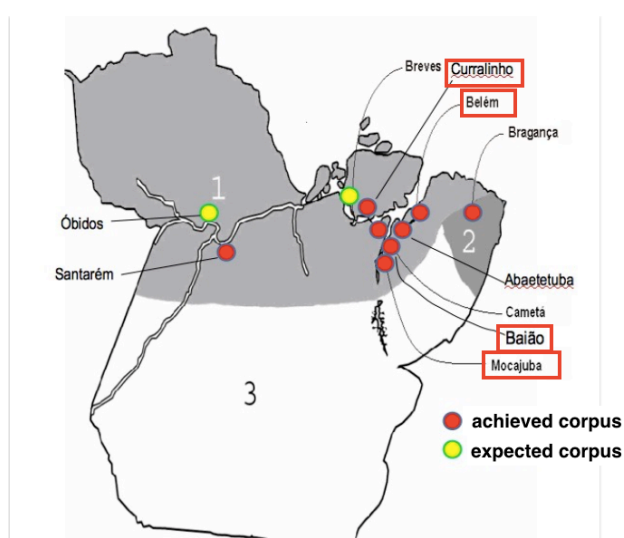 Breves
Curralinho
Belém
Bragança
1
Óbidos
2
Santarém
Abaetetuba
Cametá
Baião
Mocajuba
3
achieved corpus
expected corpus